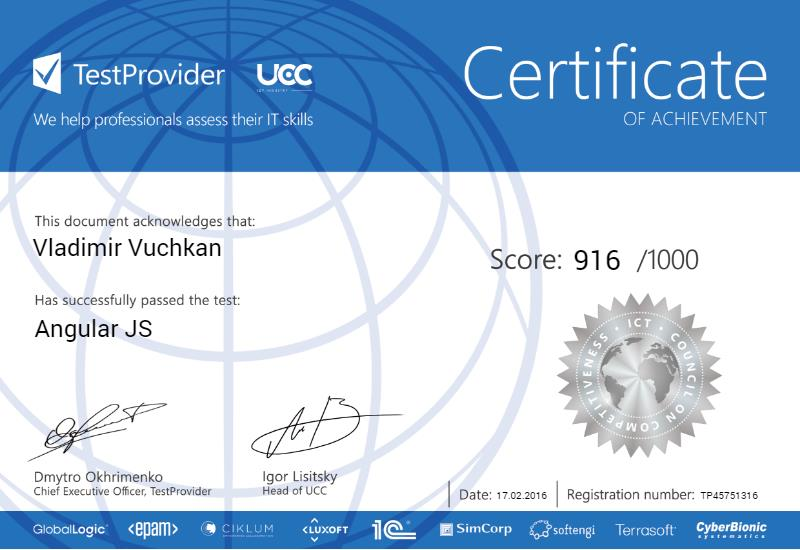 TestProvider
UCC
Certificate
OF ACHIEVEMENT
We help professionals assess their IT skills
This document acknowledges that:
Vladimir Vuchkan
Score: 916 /1000
Has successfully passed the test:
Angular JS
ICT · COUNCIL ON COMPETITIVENESS ·
Dmytro Okhrimenko
Chief Executive Officer, TestProvider
Igor Lisitsky
Head of UCC
Date: 17.02.2016
Registration number: TP45751316
GlobalLogic
<epam>
CIKLUM
LUXOFT
1C
SimCorp
softengi
Terrasoft
CyberBionic
systematics